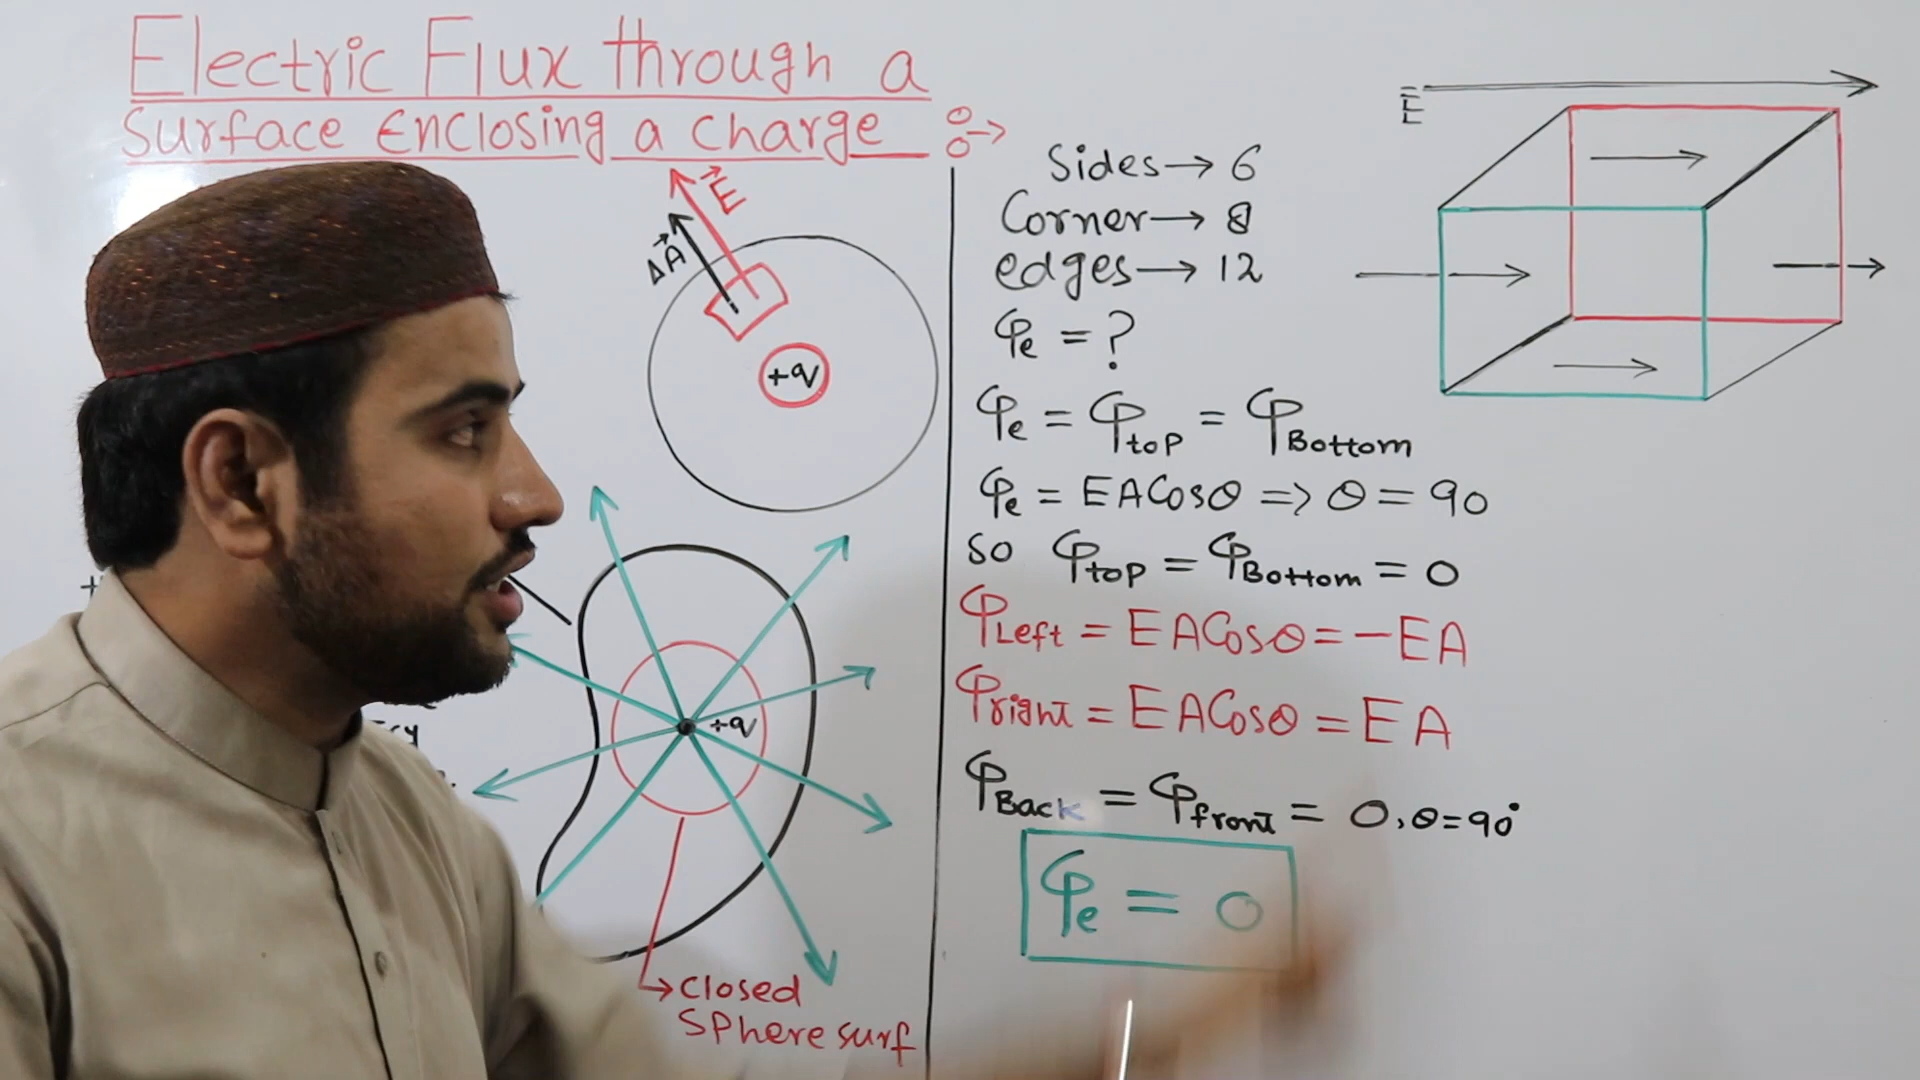 Electric Flux through a
Surface Enclosing a charge :→
E
ΔA
+q
+q
→Closed
Sphere surf
E
Sides→ 6
Corner→ 8
edges→ 12
φe = ?
φe = φtop = φBottom
φe = EACosθ => θ = 90
so φtop = φBottom = 0
φLeft = EACosθ = -EA
φright = EACosθ = EA
φBack = φfront = 0, θ=90°
φe = 0